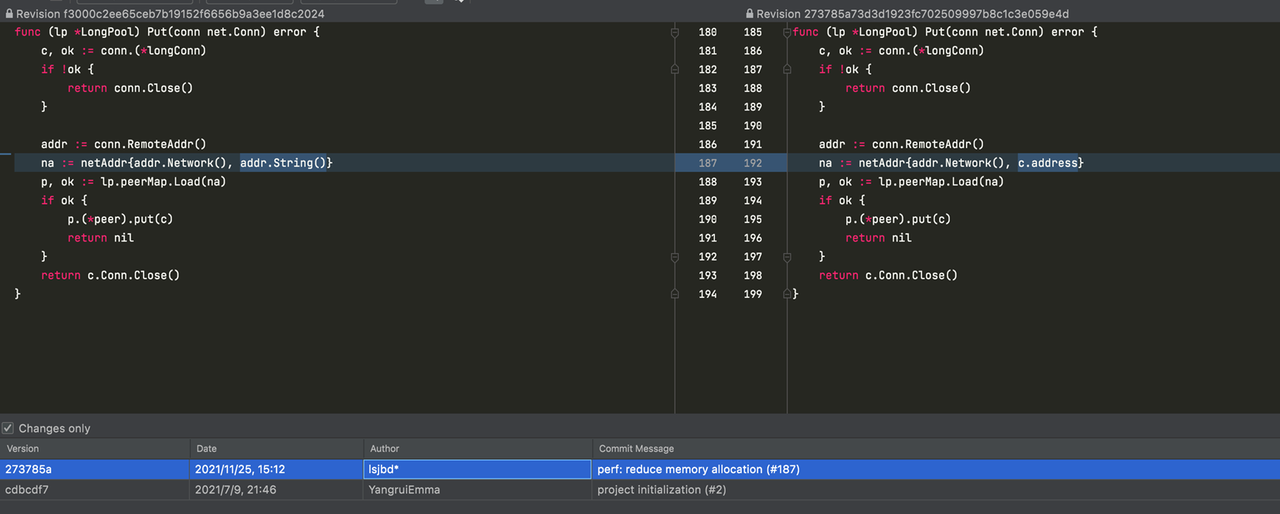 Revision f3000c2ee65ceb7b19152f6656b9a3ee1d8c2024
func (lp *LongPool) Put(conn net.Conn) error {
c, ok := conn.(*longConn)
if !ok {
return conn.Close()
}
addr := conn.RemoteAddr()
na := netAddr{addr.Network(), addr.String()}
p, ok := lp.peerMap.Load(na)
if ok {
p.(*peer).put(c)
return nil
}
return c.Conn.Close()
}
180 185
181 186
182 187
183 188
184 189
185 190
186 191
187 192
188 193
189 194
190 195
191 196
192 197
193 198
194 199
Revision 273785a73d3d1923fc702509997b8c1c3e059e4d
func (lp *LongPool) Put(conn net.Conn) error {
c, ok := conn.(*longConn)
if !ok {
return conn.Close()
}
addr := conn.RemoteAddr()
na := netAddr{addr.Network(), c.address}
p, ok := lp.peerMap.Load(na)
if ok {
p.(*peer).put(c)
return nil
}
return c.Conn.Close()
}
Changes only
Version Date Author Commit Message
273785a 2021/11/25, 15:12 lsjbd* perf: reduce memory allocation (#187)
cdbcdf7 2021/7/9, 21:46 YangruiEmma project initialization (#2)